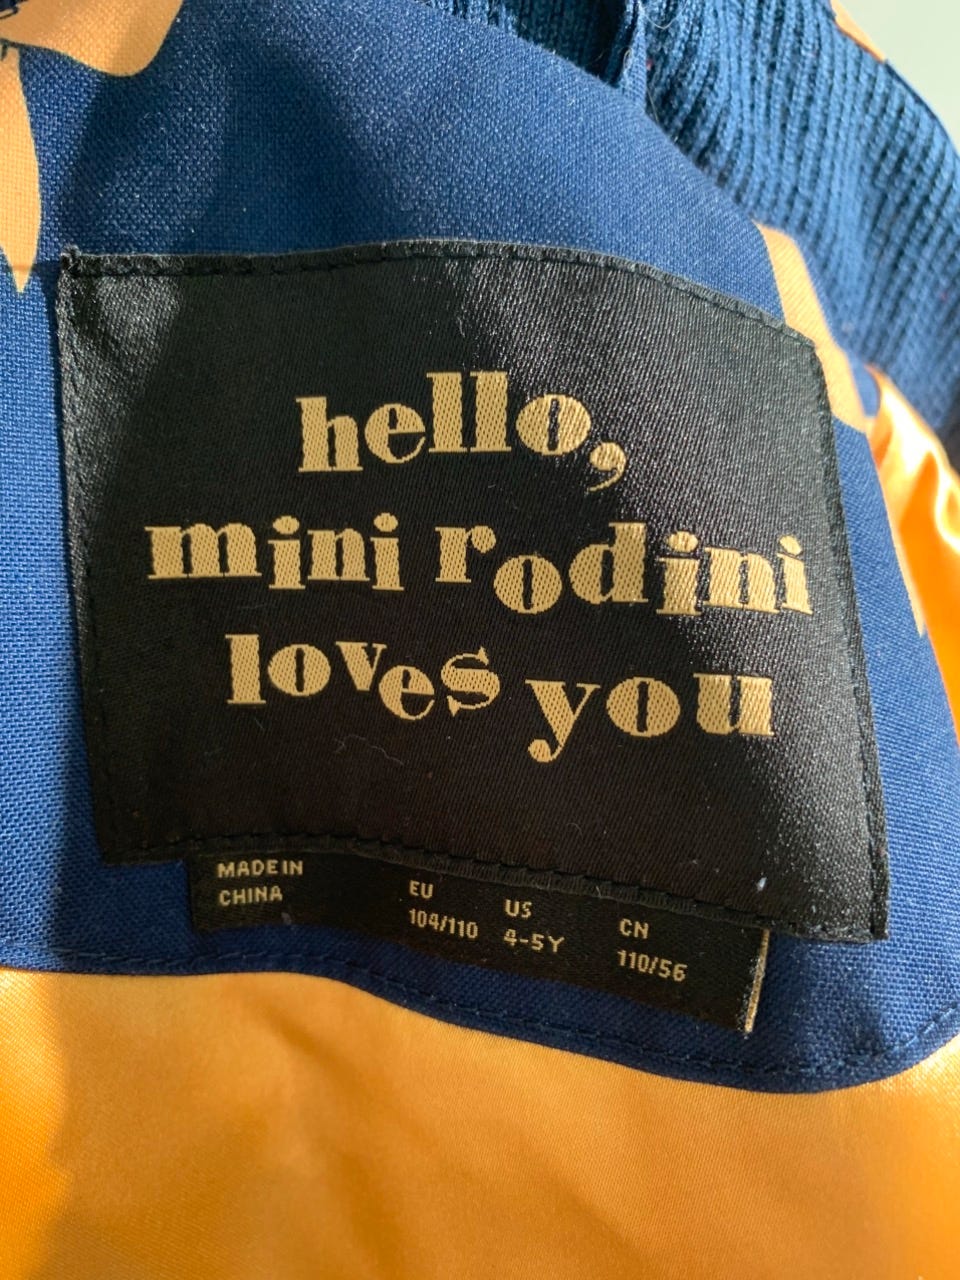 hello,
mini rodini
loves you
MADE IN
CHINA
EU
104/110
US
4-5Y
CN
110/56